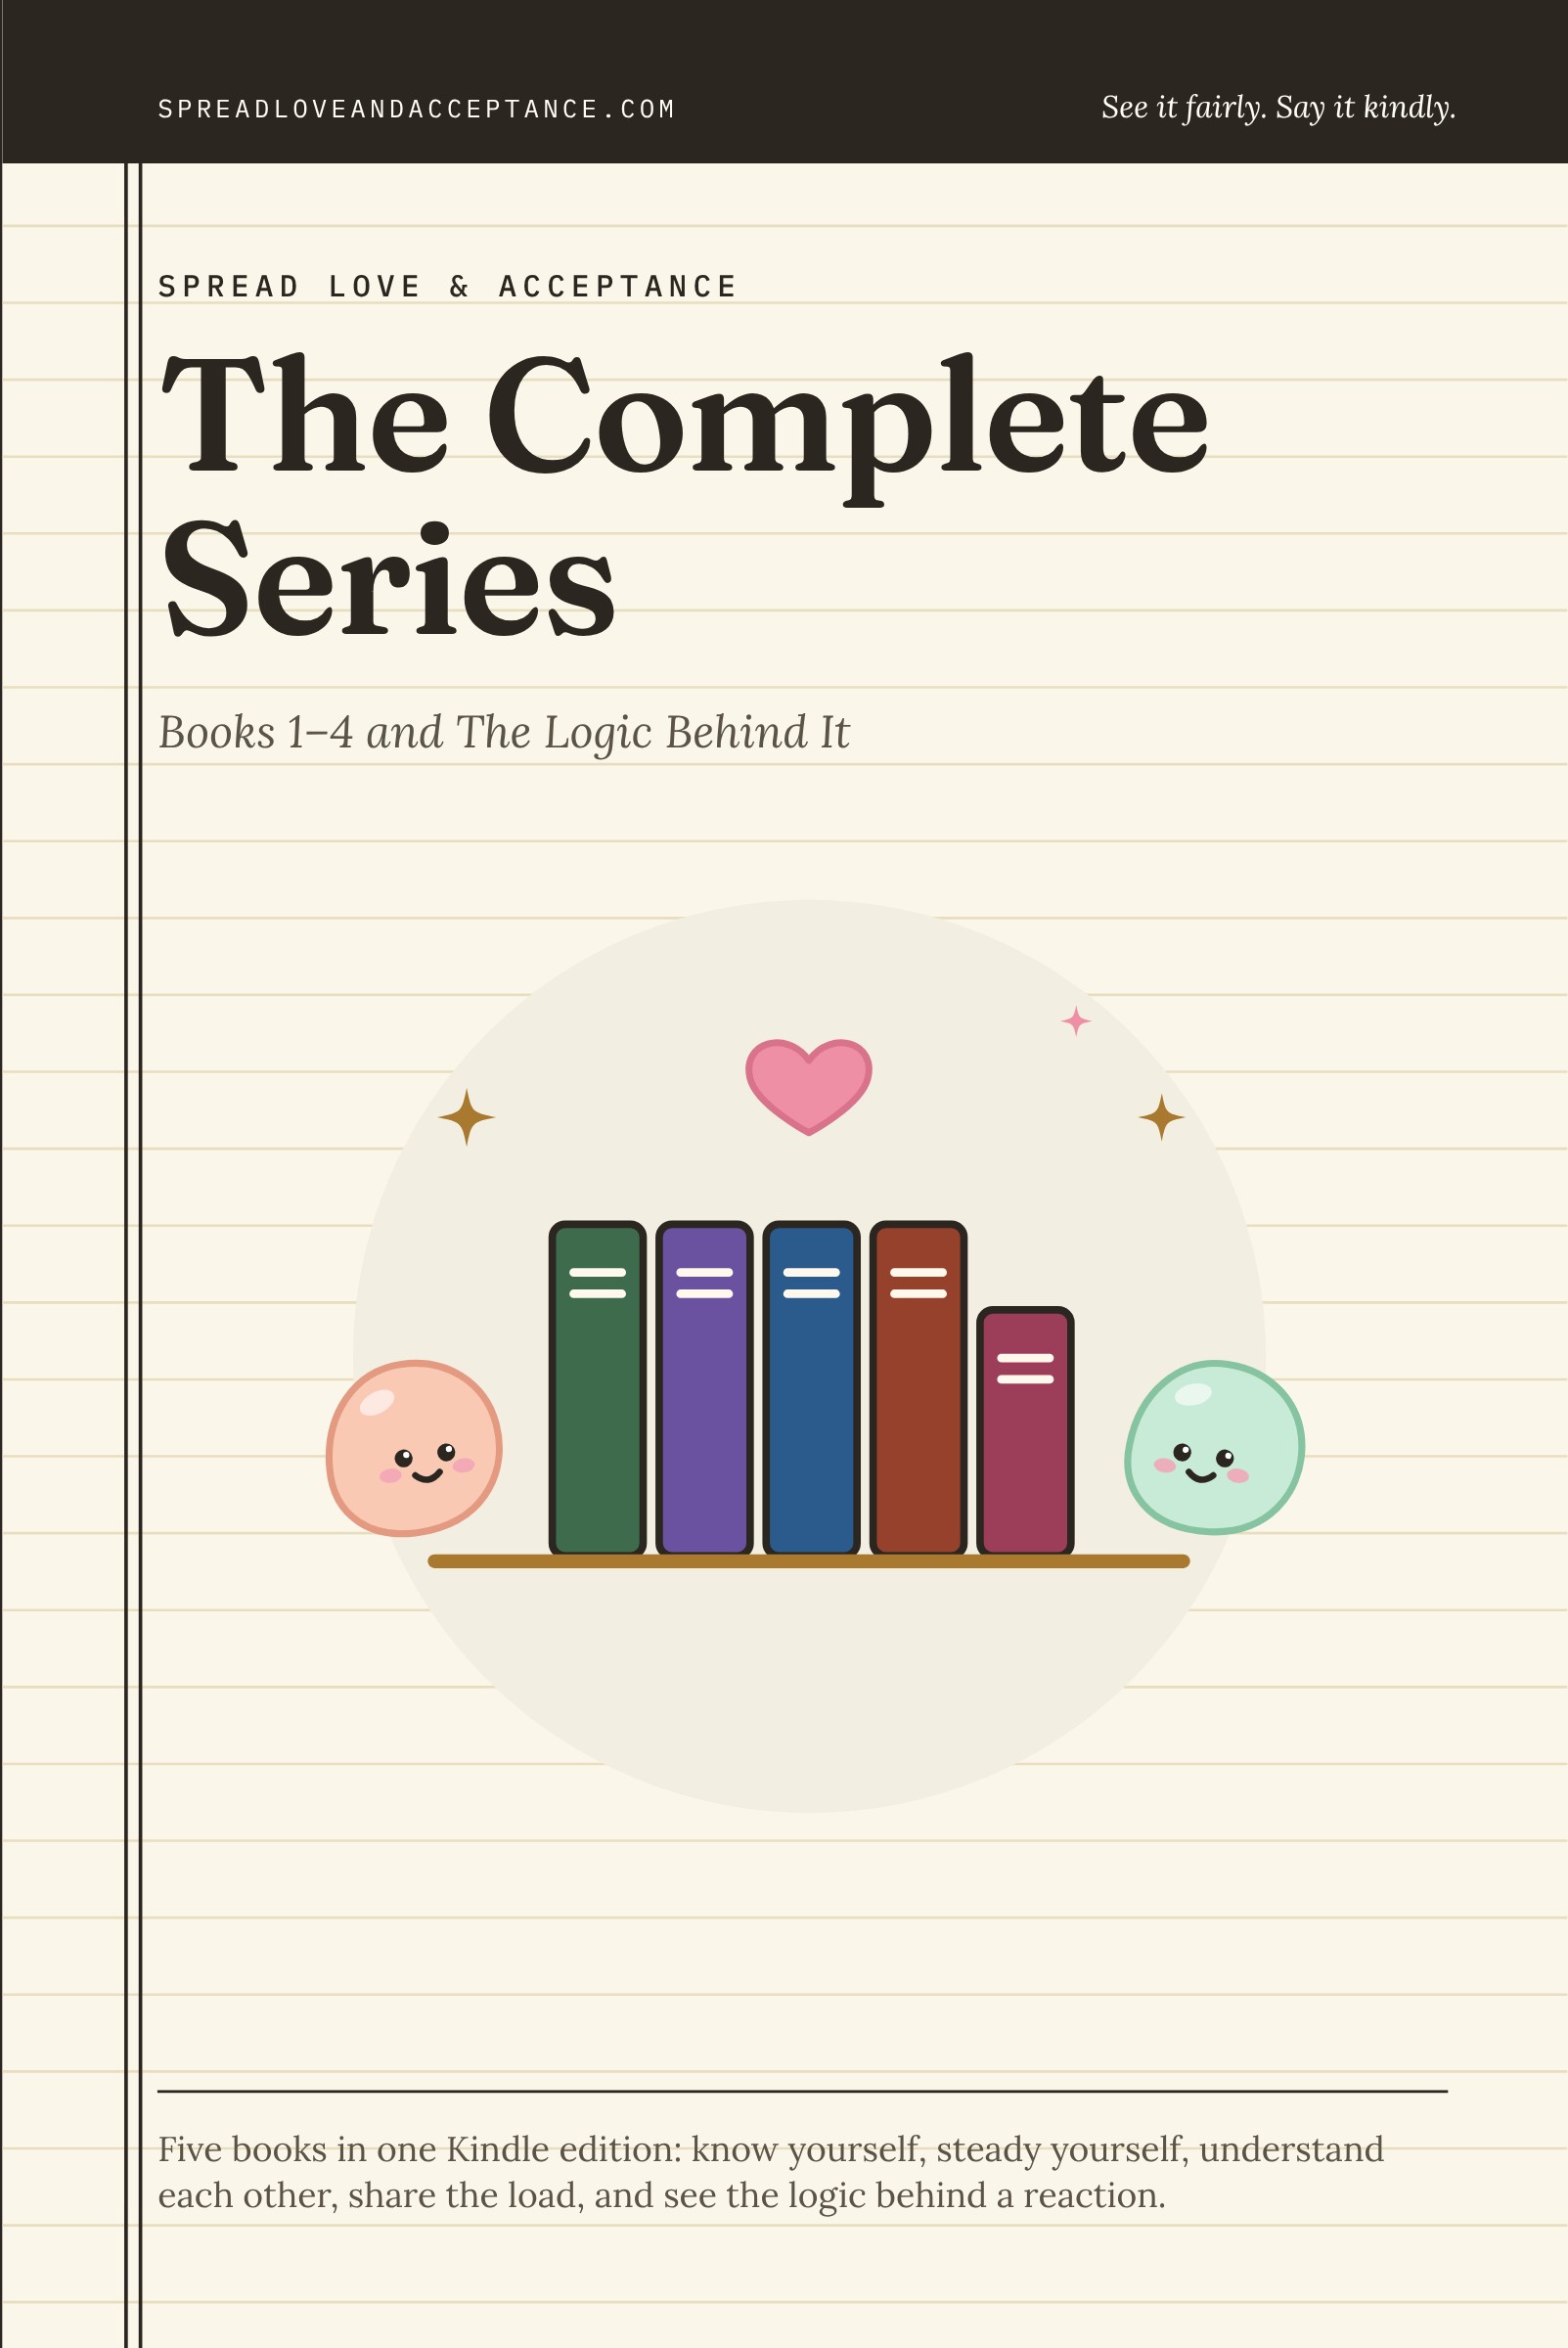 SPREADLOVEANDACCEPTANCE.COM
See it fairly. Say it kindly.
SPREAD LOVE & ACCEPTANCE
The Complete
Series
Books 1–4 and The Logic Behind It
Five books in one Kindle edition: know yourself, steady yourself, understand
each other, share the load, and see the logic behind a reaction.